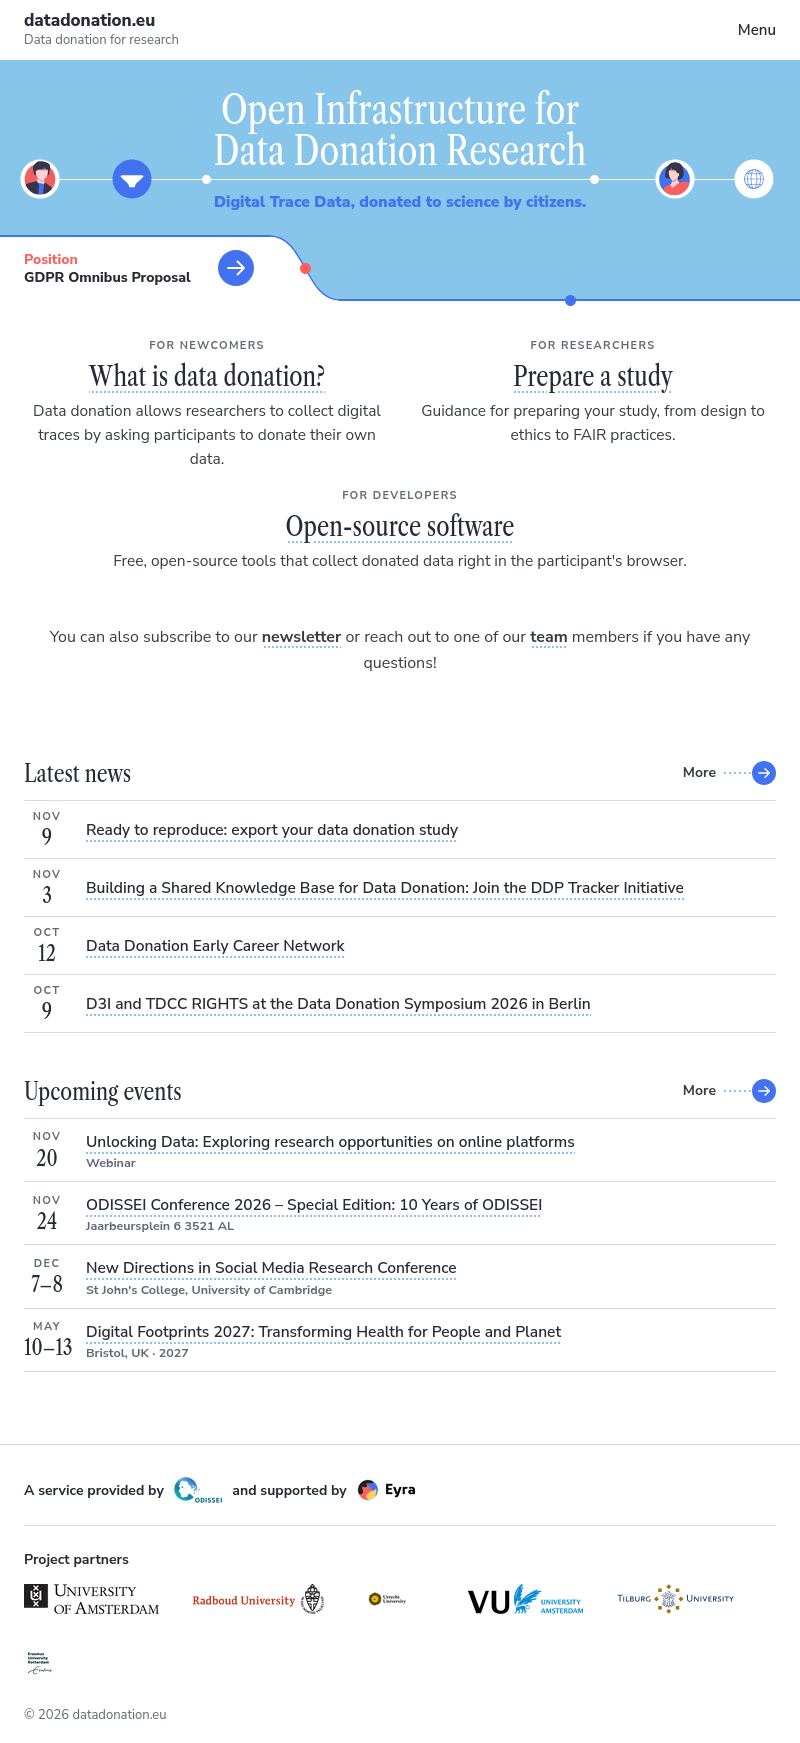 datadonation.eu
Data donation for research
Menu
Open Infrastructure for
Data Donation Research
Digital Trace Data, donated to science by citizens.
Position
GDPR Omnibus Proposal
FOR NEWCOMERS
What is data donation?
Data donation allows researchers to collect digital
traces by asking participants to donate their own
data.
FOR RESEARCHERS
Prepare a study
Guidance for preparing your study, from design to
ethics to FAIR practices.
FOR DEVELOPERS
Open-source software
Free, open-source tools that collect donated data right in the participant's browser.
You can also subscribe to our newsletter or reach out to one of our team members if you have any
questions!
Latest news
More
NOV
9
Ready to reproduce: export your data donation study
NOV
3
Building a Shared Knowledge Base for Data Donation: Join the DDP Tracker Initiative
OCT
12
Data Donation Early Career Network
OCT
9
D3I and TDCC RIGHTS at the Data Donation Symposium 2026 in Berlin
Upcoming events
More
NOV
20
Unlocking Data: Exploring research opportunities on online platforms
Webinar
NOV
24
ODISSEI Conference 2026 – Special Edition: 10 Years of ODISSEI
Jaarbeursplein 6 3521 AL
DEC
7–8
New Directions in Social Media Research Conference
St John's College, University of Cambridge
MAY
10–13
Digital Footprints 2027: Transforming Health for People and Planet
Bristol, UK · 2027
A service provided by ODISSEI and supported by Eyra
Project partners
UNIVERSITY
OF AMSTERDAM
Radboud University
Utrecht
University
VU UNIVERSITY
AMSTERDAM
TILBURG UNIVERSITY
Erasmus
University
Rotterdam
Erasmus
© 2026 datadonation.eu